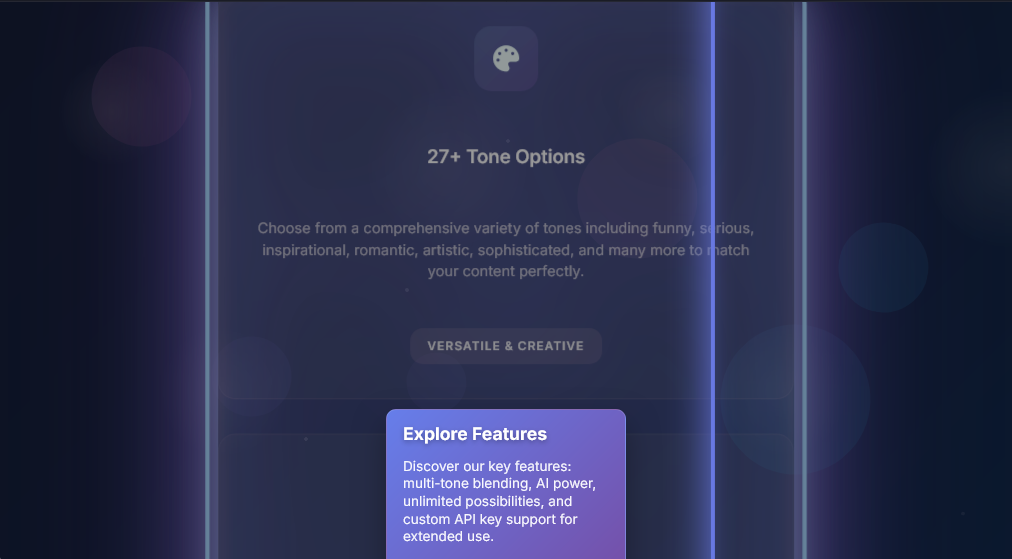 27+ Tone Options
Choose from a comprehensive variety of tones including funny, serious,
inspirational, romantic, artistic, sophisticated, and many more to match
your content perfectly.
VERSATILE & CREATIVE
Explore Features
Discover our key features:
multi-tone blending, AI power,
unlimited possibilities, and
custom API key support for
extended use.